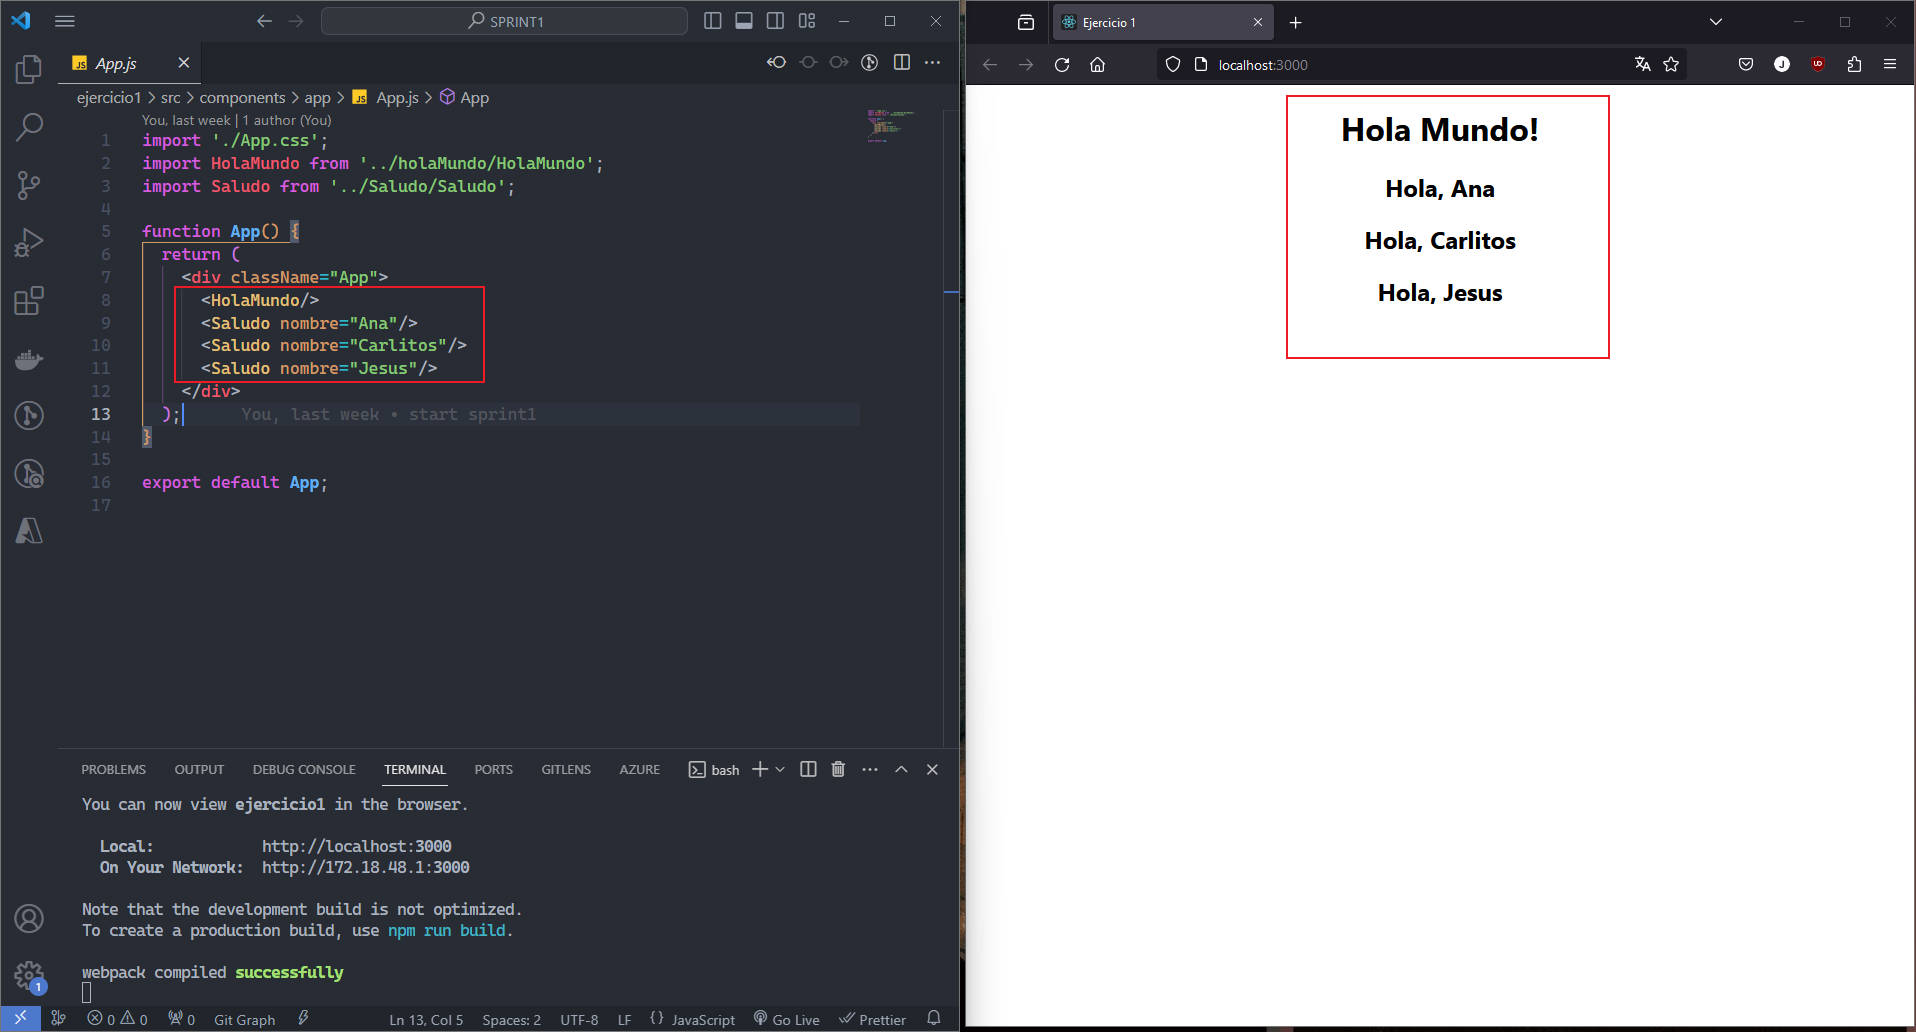 SPRINT1
JS App.js
ejercicio1 > src > components > app > JS App.js > App
You, last week | 1 author (You)
1 import './App.css';
2 import HolaMundo from '../holaMundo/HolaMundo';
3 import Saludo from '../Saludo/Saludo';
4
5 function App() {
6 return (
7 <div className="App">
8 <HolaMundo/>
9 <Saludo nombre="Ana"/>
10 <Saludo nombre="Carlitos"/>
11 <Saludo nombre="Jesus"/>
12 </div>
13 ); You, last week • start sprint1
14 }
15
16 export default App;
17
PROBLEMS OUTPUT DEBUG CONSOLE TERMINAL PORTS GITLENS AZURE bash
You can now view ejercicio1 in the browser.
Local: http://localhost:3000
On Your Network: http://172.18.48.1:3000
Note that the development build is not optimized.
To create a production build, use npm run build.
webpack compiled successfully
1
0 0 0 Git Graph Ln 13, Col 5 Spaces: 2 UTF-8 LF {} JavaScript Go Live Prettier
Ejercicio 1
localhost:3000
J
Hola Mundo!
Hola, Ana
Hola, Carlitos
Hola, Jesus